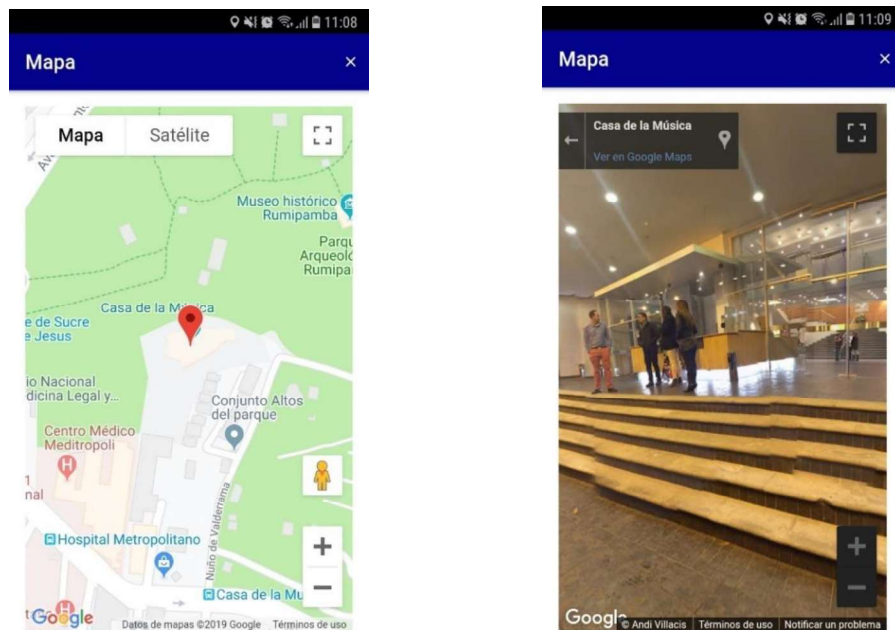 11:08
Mapa
×
Mapa
Satélite
Museo histórico
Rumipamba
Parqu
Arqueoló
Rumipa
Casa de la Música
e de Sucre
e Jesus
io Nacional
dicina Legal y...
Conjunto Altos
del parque
Centro Médico
Meditropoli
H
1
nal
Nuño de Valderrama
Hospital Metropolitano
+
−
Casa de la Mu
H
Google
Datos de mapas ©2019 Google
Términos de uso
11:09
Mapa
×
Casa de la Música
Ver en Google Maps
+
−
Google
© Andi Villacis
Términos de uso
Notificar un problema